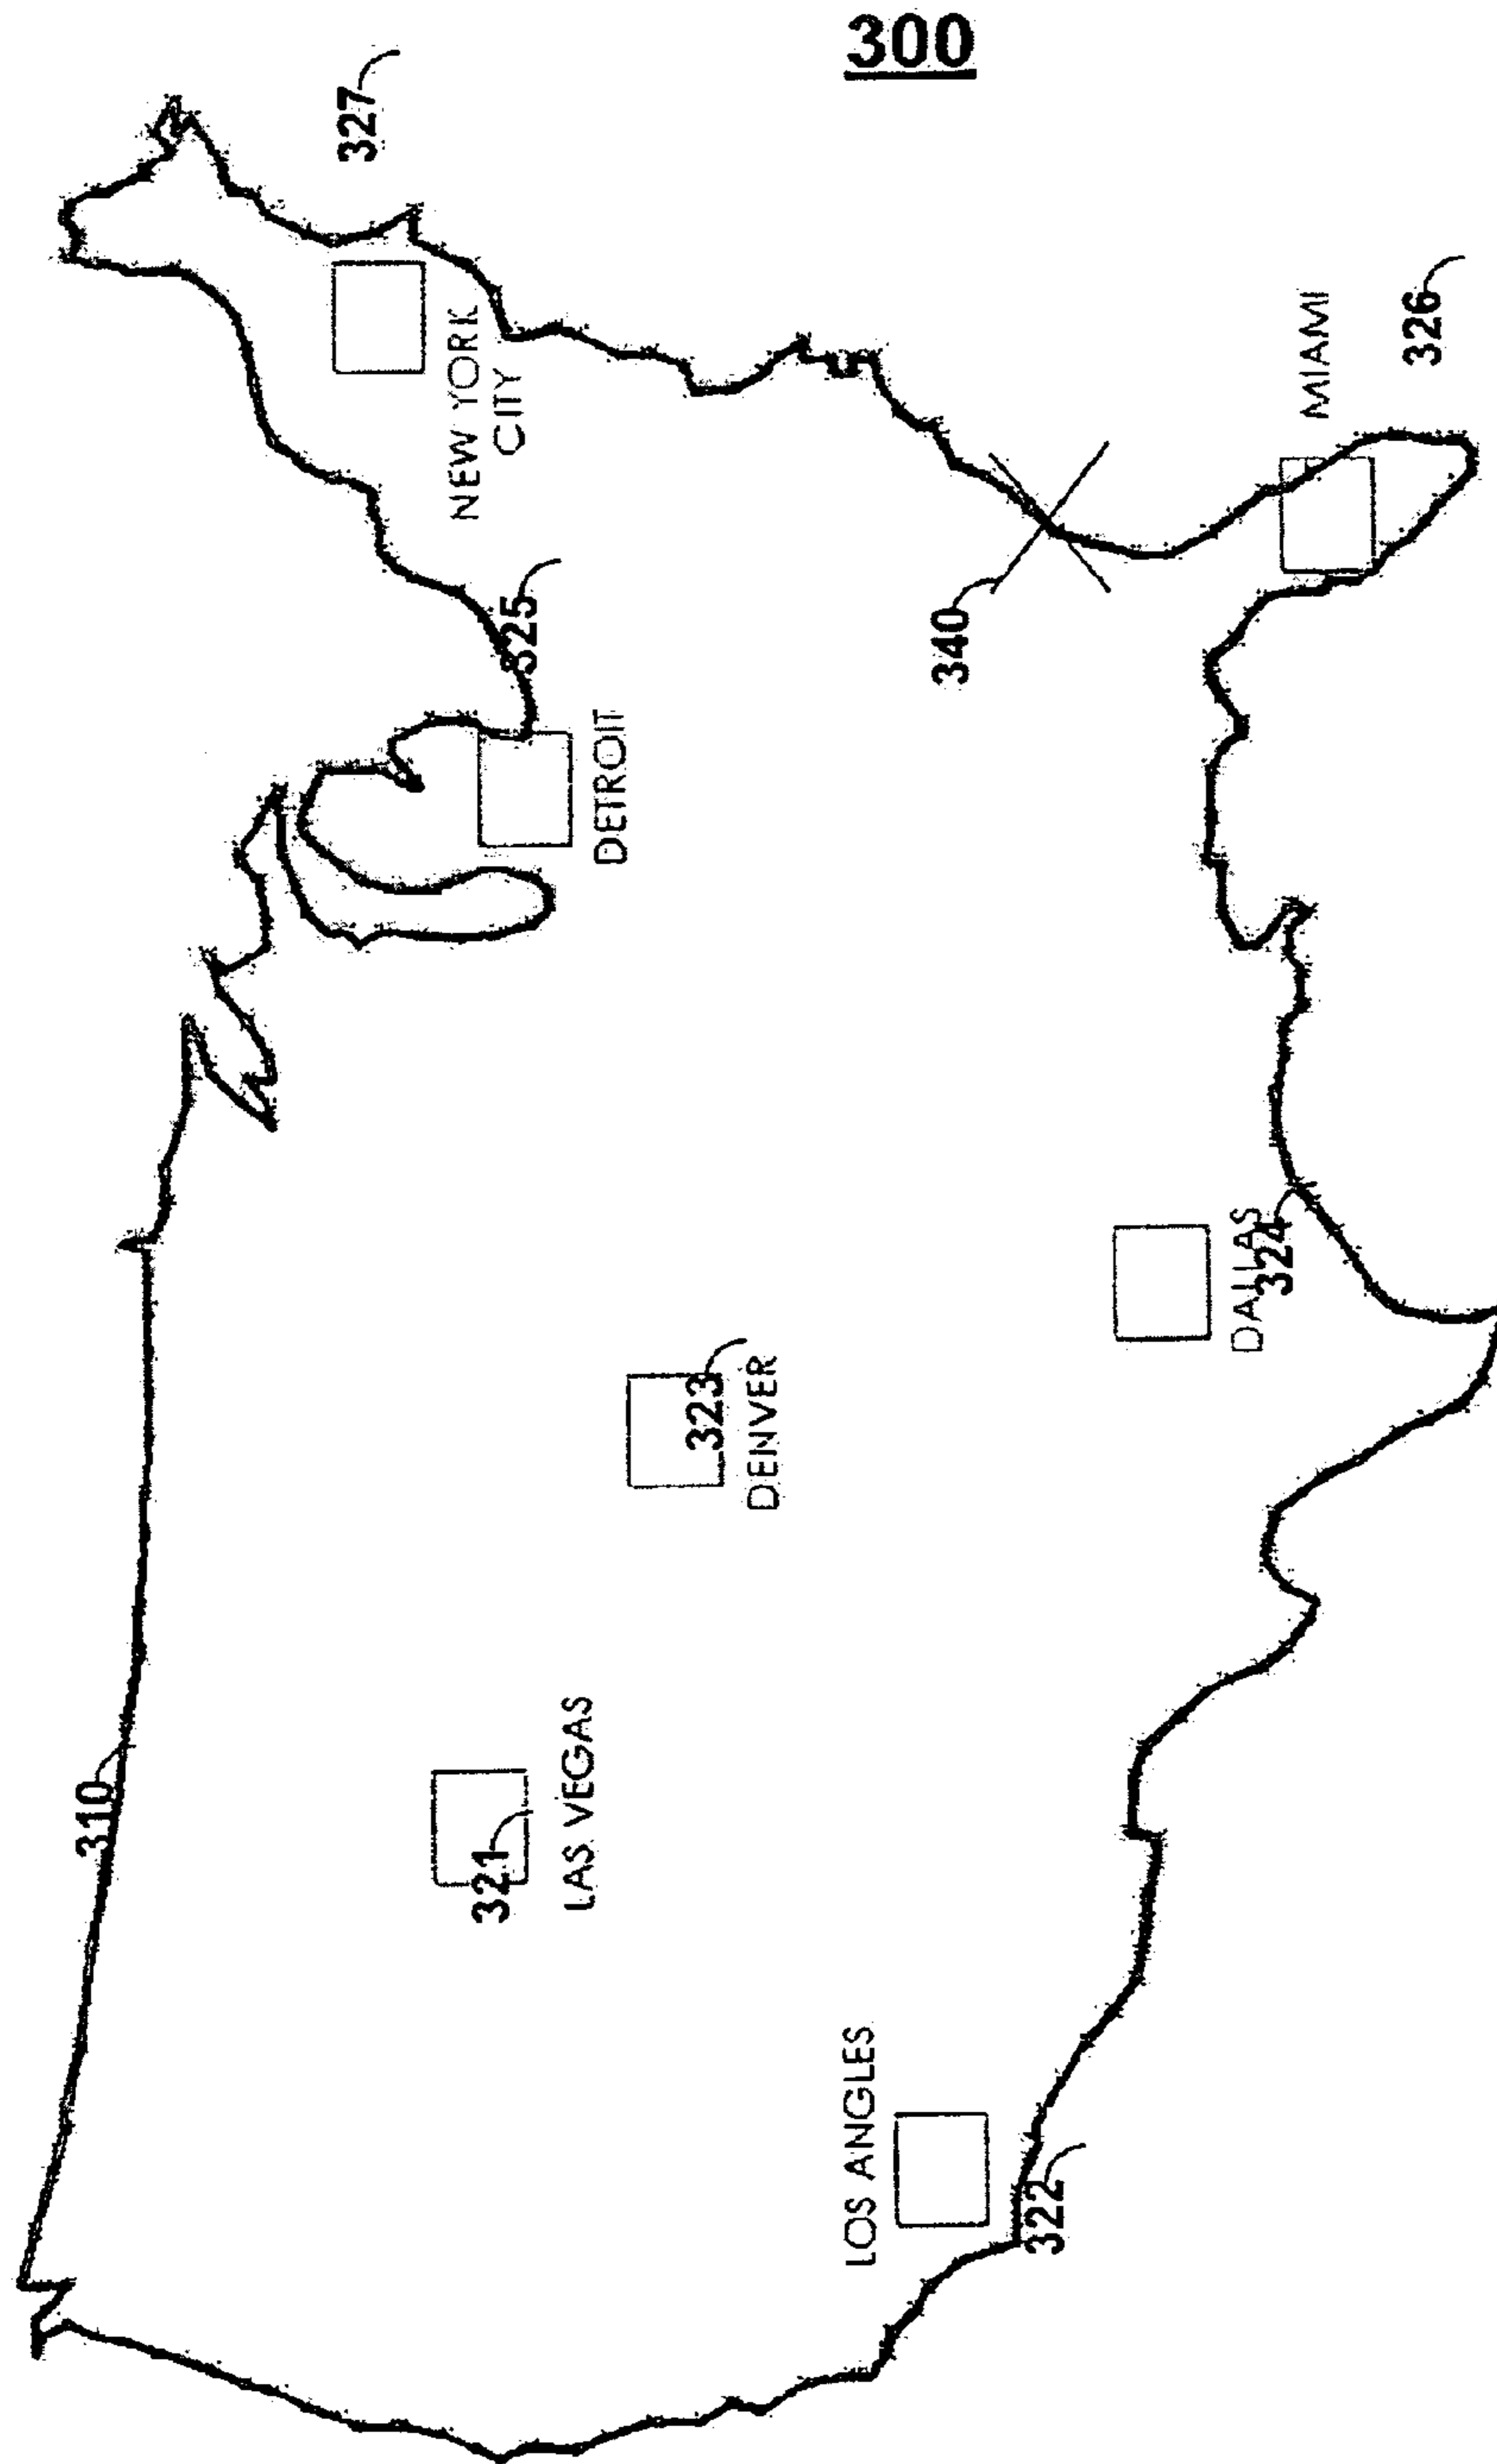 300
310
327
NEW YORK
CITY
325
DETROIT
321
LAS VEGAS
323
DENVER
340
LOS ANGLES
322
DALLAS
324
MIAMI
326